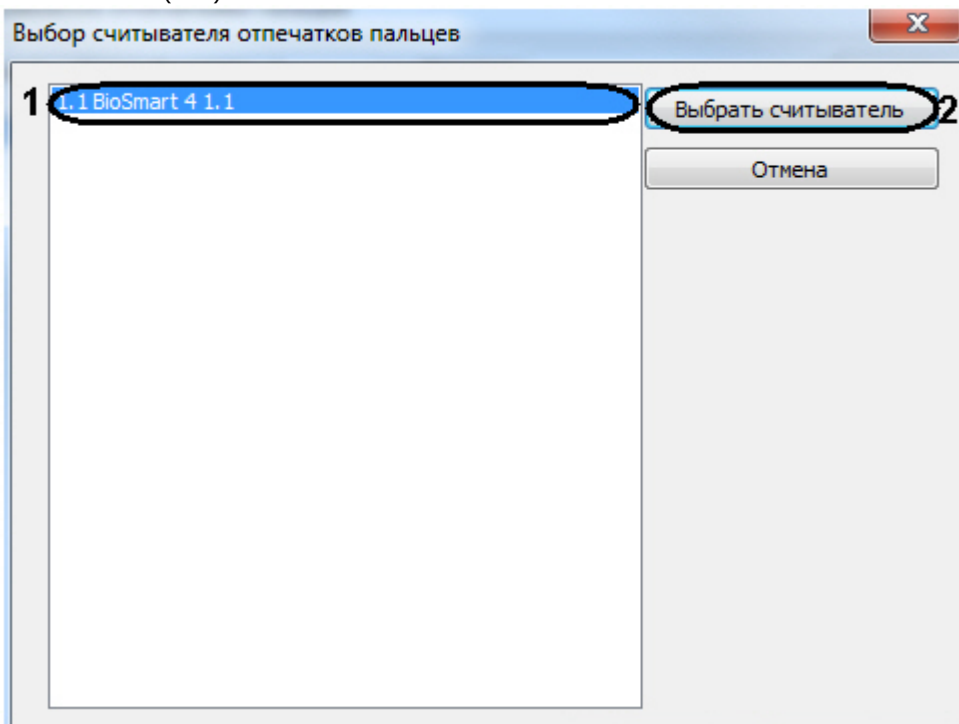 Выбор считывателя отпечатков пальцев
1 1.1 BioSmart 4 1.1
Выбрать считыватель 2
Отмена